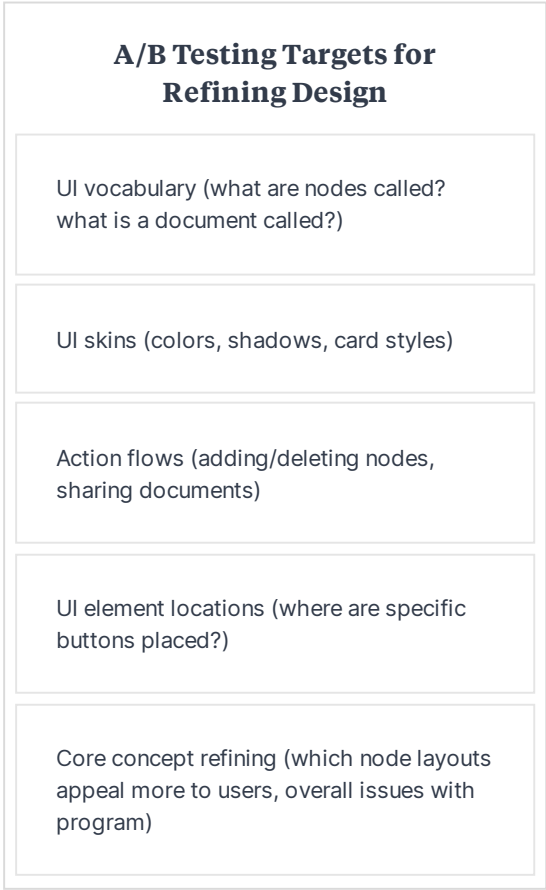 A/B Testing Targets for
Refining Design
UI vocabulary (what are nodes called?
what is a document called?)
UI skins (colors, shadows, card styles)
Action flows (adding/deleting nodes,
sharing documents)
UI element locations (where are specific
buttons placed?)
Core concept refining (which node layouts
appeal more to users, overall issues with
program)